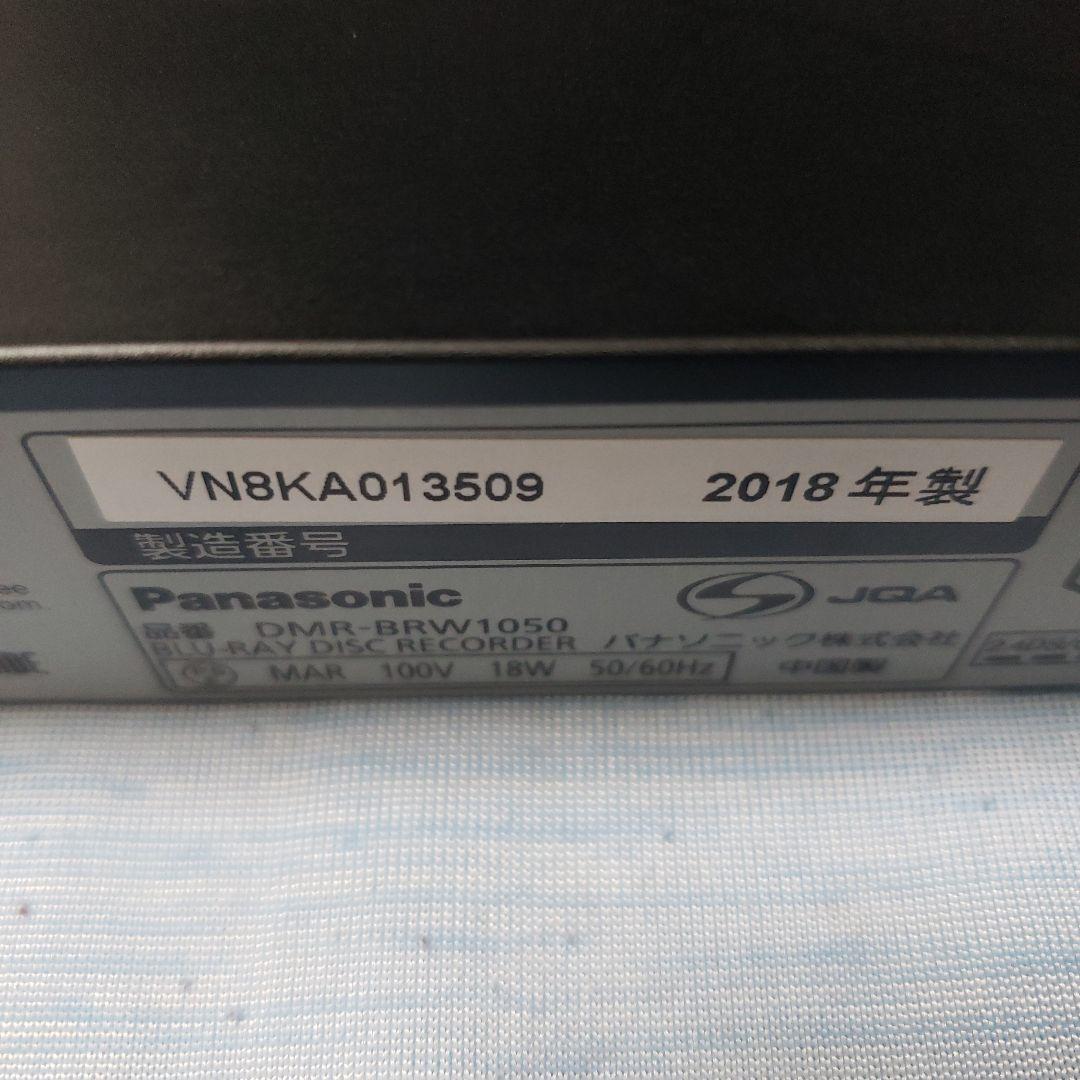 VN8KA013509 2018年製
製造番号
Panasonic JQA
品番 DMR-BRW1050
BLU-RAY DISC RECORDER パナソニック株式会社
MAR 100V 18W 50/60Hz 中国製